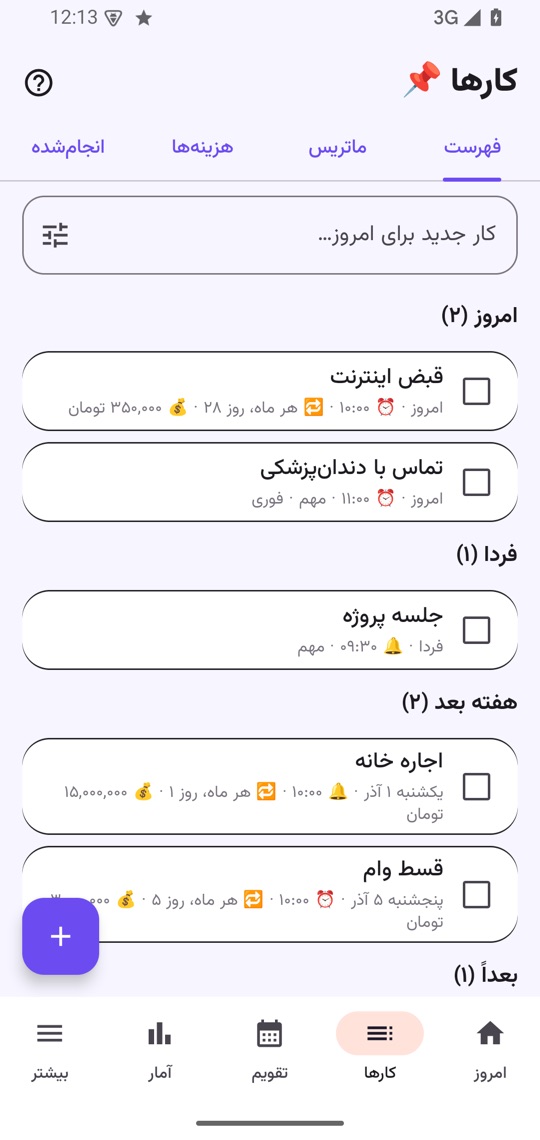 12:13
3G
کارها 📌
فهرست
ماتریس
هزینه‌ها
انجام‌شده
کار جدید برای امروز...
امروز (۲)
قبض اینترنت
امروز · ⏰ ۱۰:۰۰ · 🔁 هر ماه، روز ۲۸ · 💰 ۳۵۰,۰۰۰ تومان
تماس با دندان‌پزشکی
امروز · ⏰ ۱۱:۰۰ · مهم · فوری
فردا (۱)
جلسه پروژه
فردا · 🔔 ۰۹:۳۰ · مهم
هفته بعد (۲)
اجاره خانه
یکشنبه ۱ آذر · 🔔 ۱۰:۰۰ · 🔁 هر ماه، روز ۱ · 💰 ۱۵,۰۰۰,۰۰۰
تومان
قسط وام
پنجشنبه ۵ آذر · ⏰ ۱۰:۰۰ · 🔁 هر ماه، روز ۵ · 💰
تومان
بعداً (۱)
امروز
کارها
تقویم
آمار
بیشتر